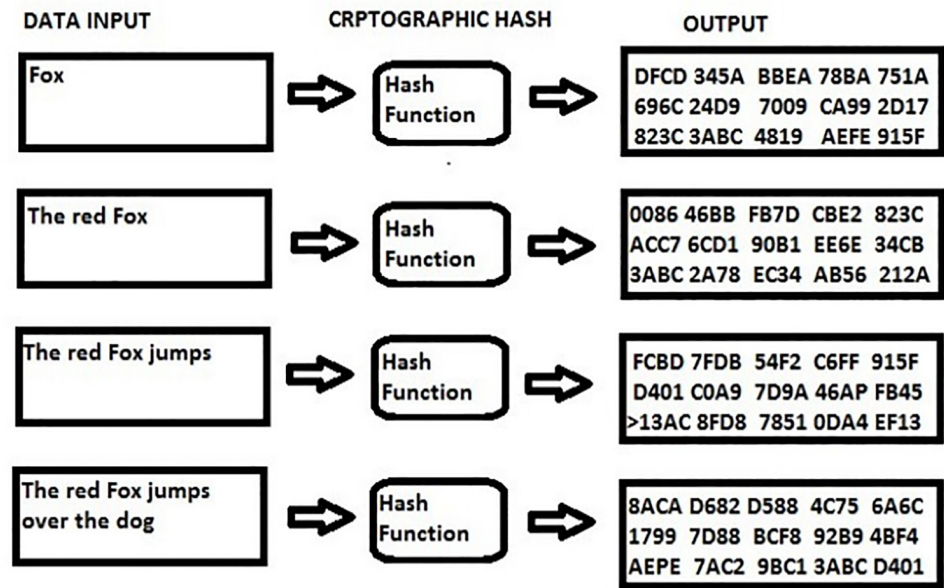 DATA INPUT
CRPTOGRAPHIC HASH
OUTPUT
Fox
Hash
Function
DFCD 345A BBEA 78BA 751A
696C 24D9 7009 CA99 2D17
823C 3ABC 4819 AEFE 915F
The red Fox
Hash
Function
0086 46BB FB7D CBE2 823C
ACC7 6CD1 90B1 EE6E 34CB
3ABC 2A78 EC34 AB56 212A
The red Fox jumps
Hash
Function
FCBD 7FDB 54F2 C6FF 915F
D401 C0A9 7D9A 46AP FB45
>13AC 8FD8 7851 0DA4 EF13
The red Fox jumps
over the dog
Hash
Function
8ACA D682 D588 4C75 6A6C
1799 7D88 BCF8 92B9 4BF4
AEPE 7AC2 9BC1 3ABC D401